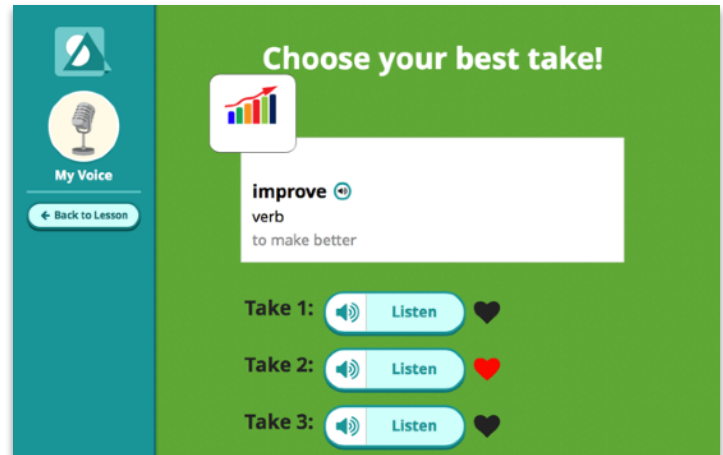 Choose your best take!
My Voice
← Back to Lesson
improve
verb
to make better
Take 1: Listen
Take 2: Listen
Take 3: Listen